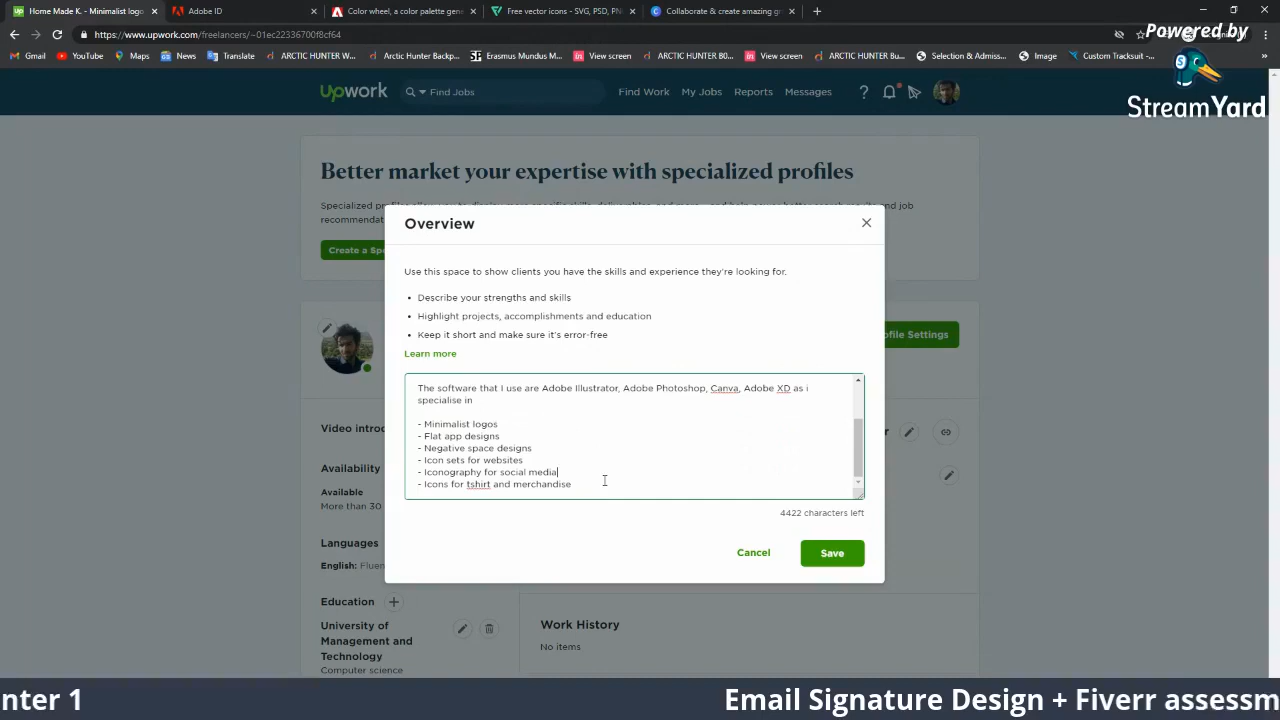 Home Made K. - Minimalist logos
Adobe ID
Color wheel, a color palette gene
Free vector icons - SVG, PSD, PN
Collaborate & create amazing gr
https://www.upwork.com/freelancers/~01ec22336700f8cf64
Powered by
Gmail
YouTube
Maps
News
Translate
ARCTIC HUNTER W...
Arctic Hunter Backp...
Erasmus Mundus M...
View screen
ARCTIC HUNTER B0...
View screen
ARCTIC HUNTER B0...
Selection & Admiss...
Image
Custom Tracksuit -...
StreamYard
upwork
Find Jobs
Find Work
My Jobs
Reports
Messages
Better market your expertise with specialized profiles
Create a Spe
Overview
Use this space to show clients you have the skills and experience they're looking for.
• Describe your strengths and skills
• Highlight projects, accomplishments and education
• Keep it short and make sure it's error-free
Learn more
ofile Settings
The software that I use are Adobe Illustrator, Adobe Photoshop, Canva, Adobe XD as i
specialise in
- Minimalist logos
- Flat app designs
- Negative space designs
- Icon sets for websites
- Iconography for social media
- Icons for tshirt and merchandise
4422 characters left
Cancel
Save
Video intro
Availability
Available
More than 30
Languages
English: Fluen
Education
University of
Management and
Technology
Computer science
Work History
No items
nter 1
Email Signature Design + Fiverr assessm